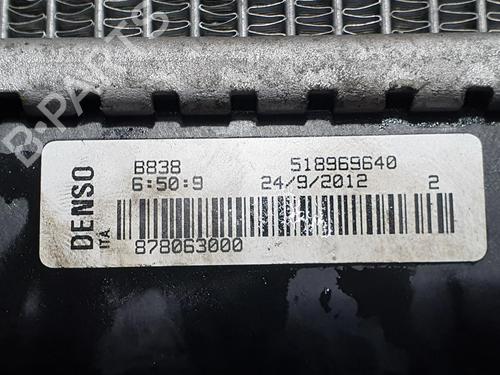 B-PARTS
DENSO
ITA
B838 518969640
6:50:9 24/9/2012 2
878063000